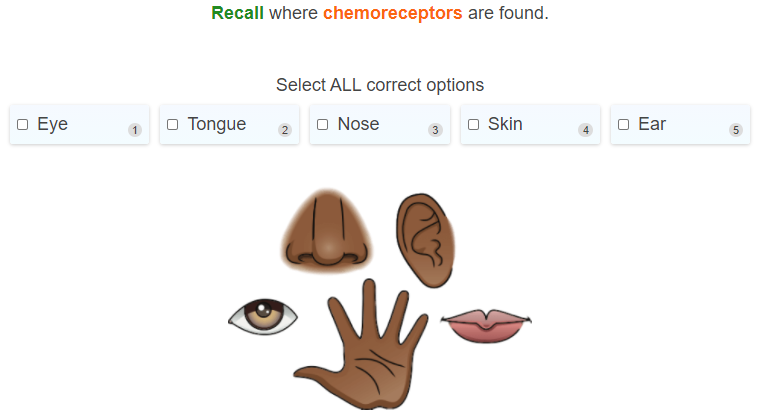 Recall where chemoreceptors are found.
Select ALL correct options
Eye 1 Tongue 2 Nose 3 Skin 4 Ear 5